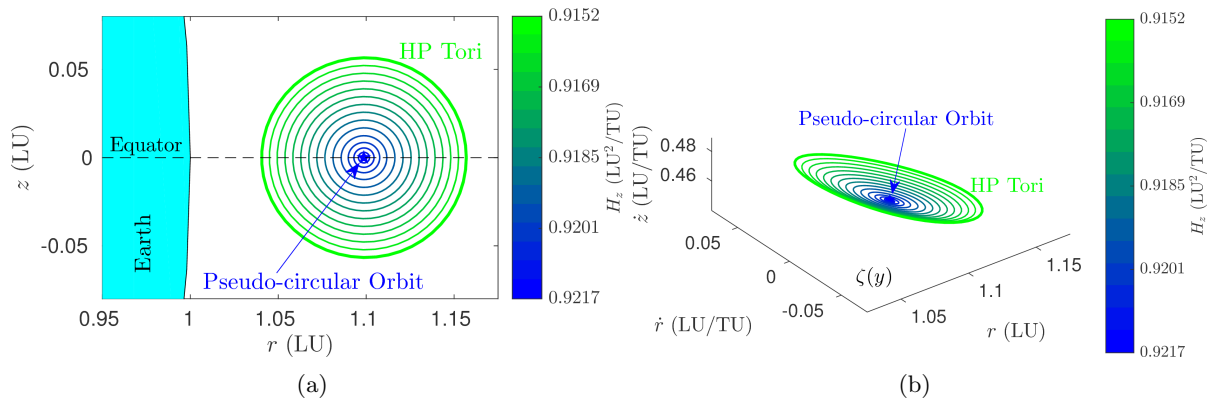 HP Tori
Equator
Earth
Pseudo-circular Orbit
z (LU)
0.05
0
-0.05
0.95
1
1.05
1.1
1.15
r (LU)
0.9152
0.9169
0.9185
0.9201
0.9217
H_z (LU²/TU)
(a)
Pseudo-circular Orbit
HP Tori
ζ(y)
ż (LU/TU)
0.48
0.46
0.05
0
-0.05
ṙ (LU/TU)
1.05
1.1
1.15
r (LU)
0.9152
0.9169
0.9185
0.9201
0.9217
H_z (LU²/TU)
(b)